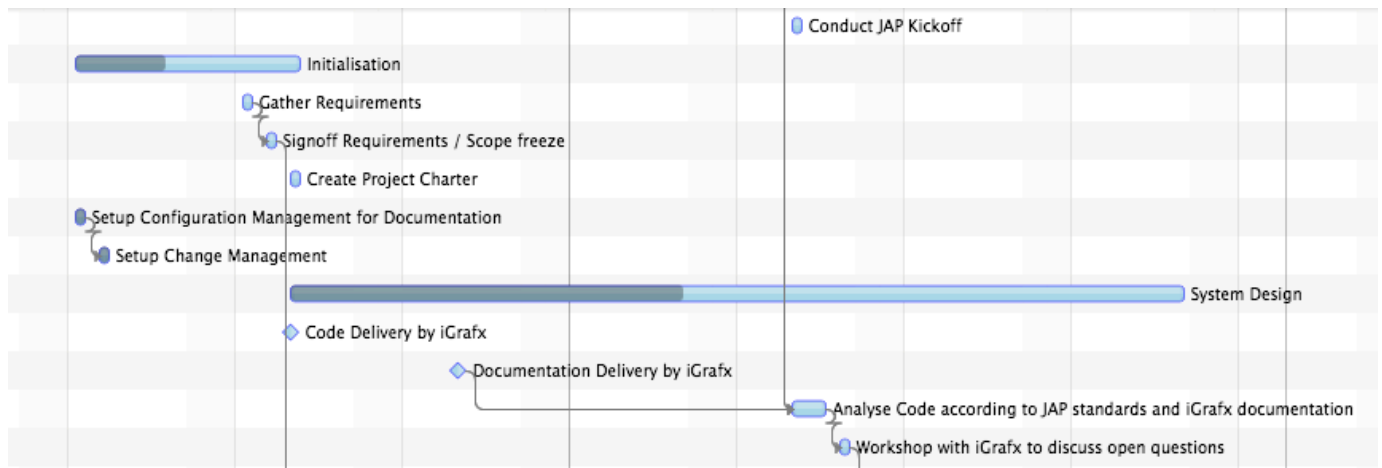 Conduct JAP Kickoff
Initialisation
Gather Requirements
Signoff Requirements / Scope freeze
Create Project Charter
Setup Configuration Management for Documentation
Setup Change Management
System Design
Code Delivery by iGrafx
Documentation Delivery by iGrafx
Analyse Code according to JAP standards and iGrafx documentation
Workshop with iGrafx to discuss open questions